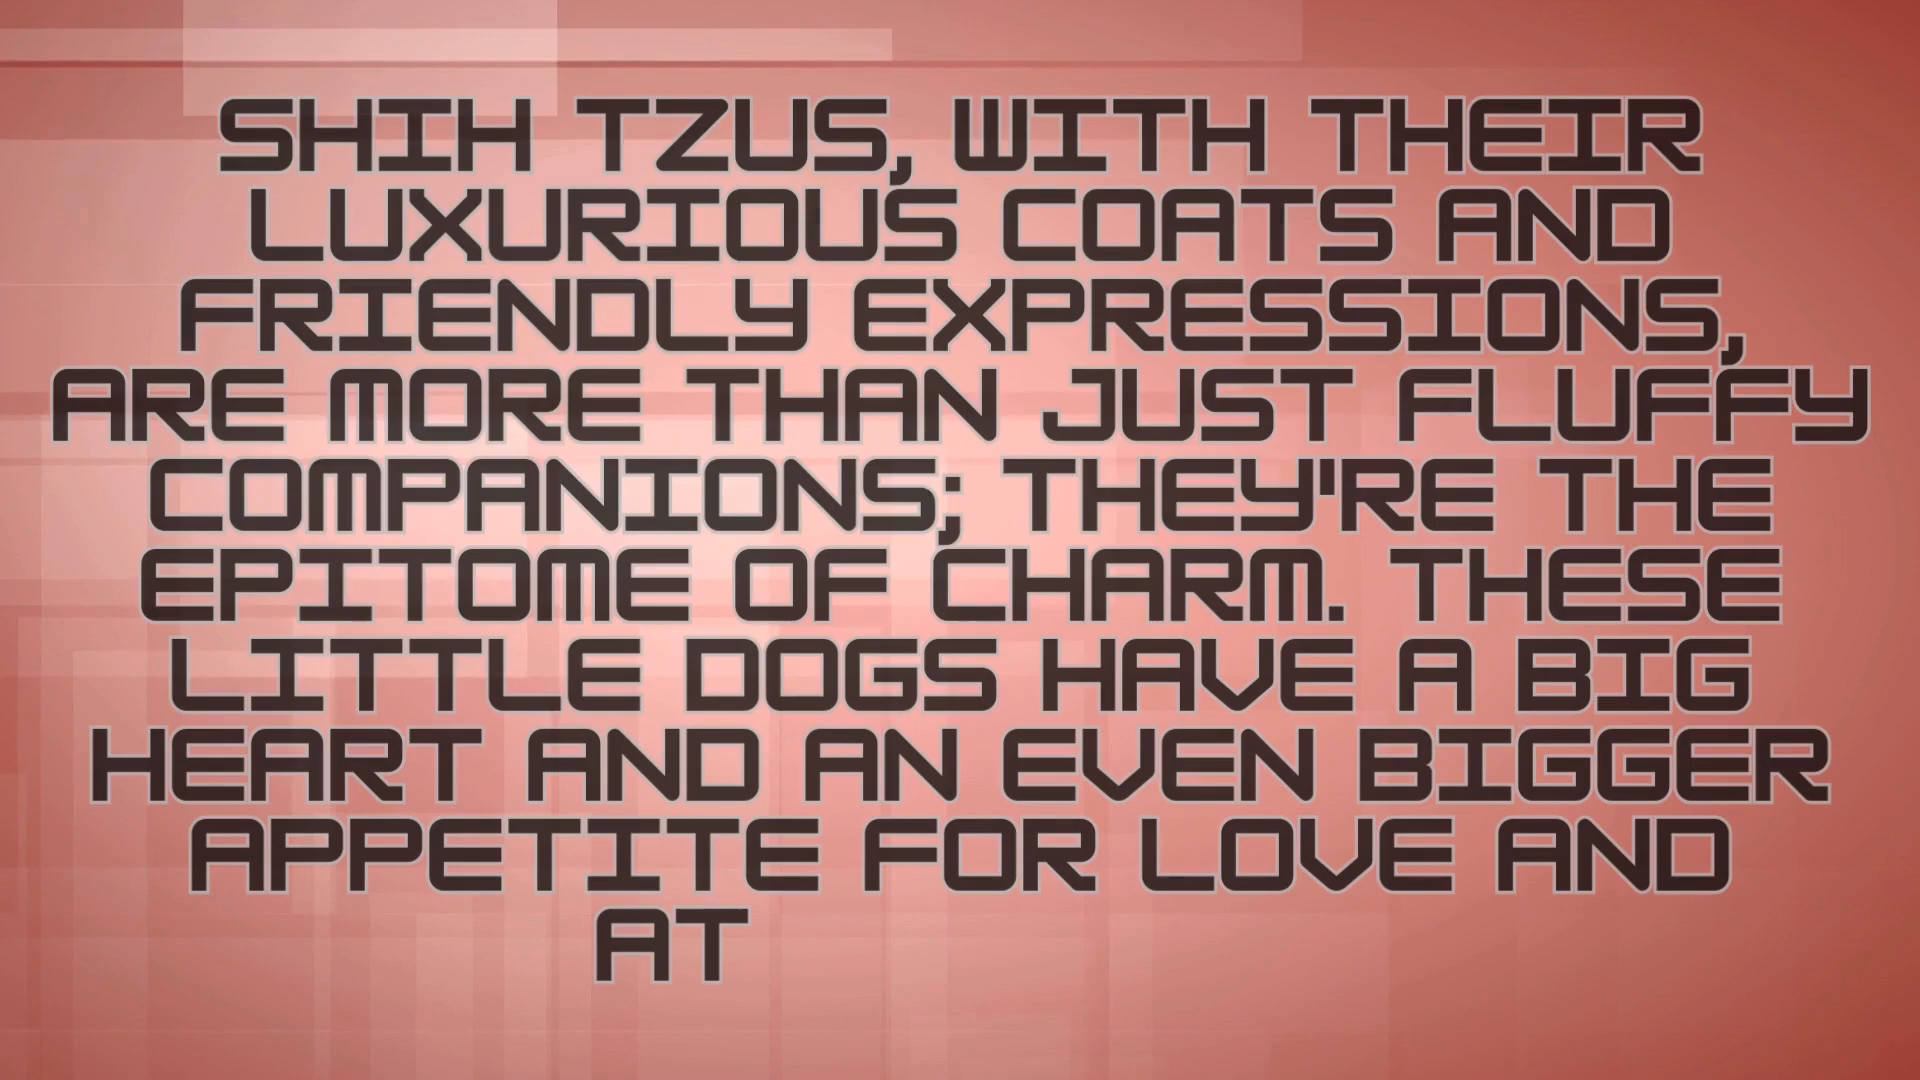 SHIH TZUS, WITH THEIR
LUXURIOUS COATS AND
FRIENDLY EXPRESSIONS,
ARE MORE THAN JUST FLUFFY
COMPANIONS; THEY'RE THE
EPITOME OF CHARM. THESE
LITTLE DOGS HAVE A BIG
HEART AND AN EVEN BIGGER
APPETITE FOR LOVE AND
AT